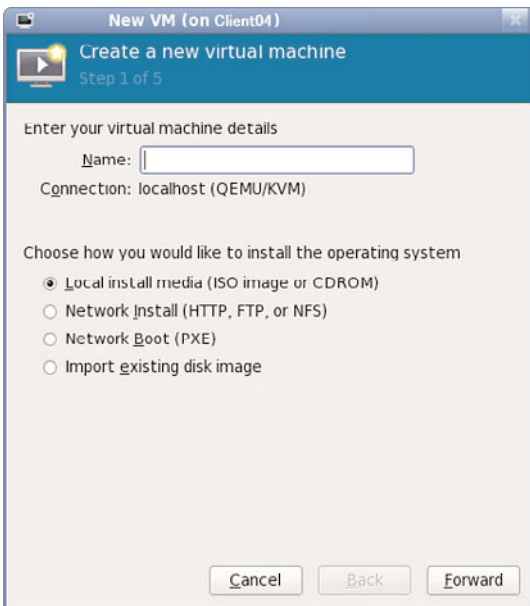 New VM (on Client04)
Create a new virtual machine
Step 1 of 5
Enter your virtual machine details
Name:
Connection: localhost (QEMU/KVM)
Choose how you would like to install the operating system
Local install media (ISO image or CDROM)
Network Install (HTTP, FTP, or NFS)
Network Boot (PXE)
Import existing disk image
Cancel Back Forward